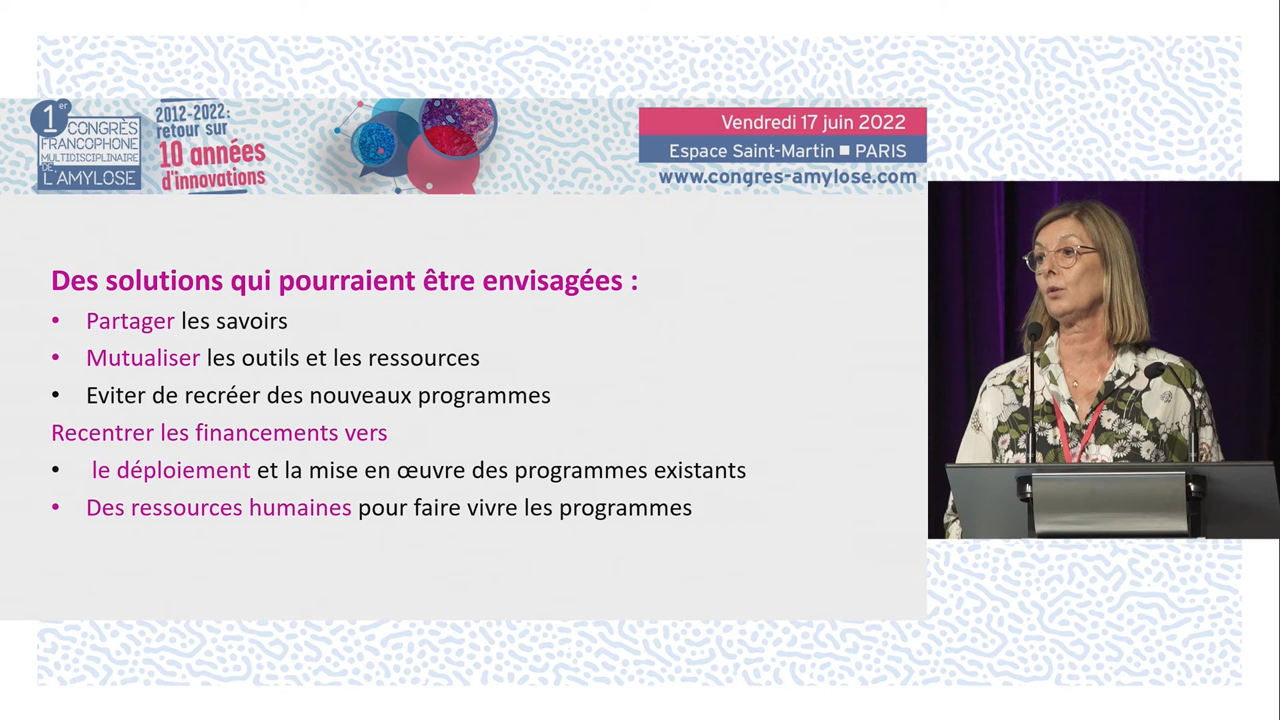 1er
CONGRÈS
FRANCOPHONE
MULTIDISCIPLINAIRE
DE
L'AMYLOSE
2012-2022:
retour sur
10 années
d'innovations
Vendredi 17 juin 2022
Espace Saint-Martin ■ PARIS
www.congres-amylose.com
Des solutions qui pourraient être envisagées :
• Partager les savoirs
• Mutualiser les outils et les ressources
• Eviter de recréer des nouveaux programmes
Recentrer les financements vers
• le déploiement et la mise en œuvre des programmes existants
• Des ressources humaines pour faire vivre les programmes